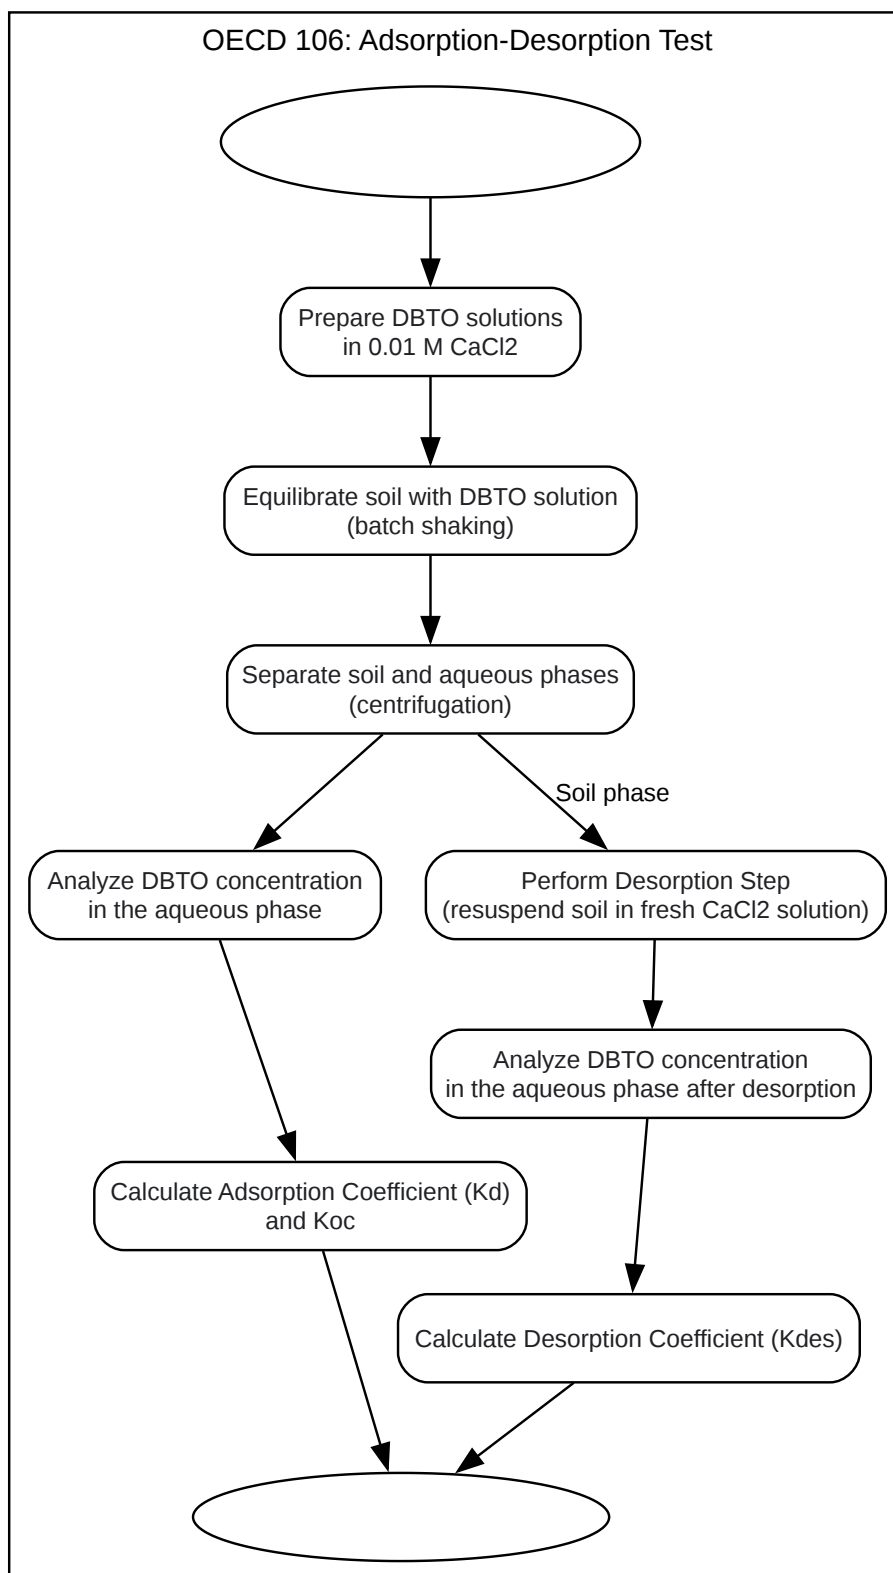 OECD 106: Adsorption-Desorption Test
Prepare DBTO solutions
in 0.01 M CaCl2
Equilibrate soil with DBTO solution
(batch shaking)
Separate soil and aqueous phases
(centrifugation)
Soil phase
Analyze DBTO concentration
in the aqueous phase
Perform Desorption Step
(resuspend soil in fresh CaCl2 solution)
Analyze DBTO concentration
in the aqueous phase after desorption
Calculate Adsorption Coefficient (Kd)
and Koc
Calculate Desorption Coefficient (Kdes)